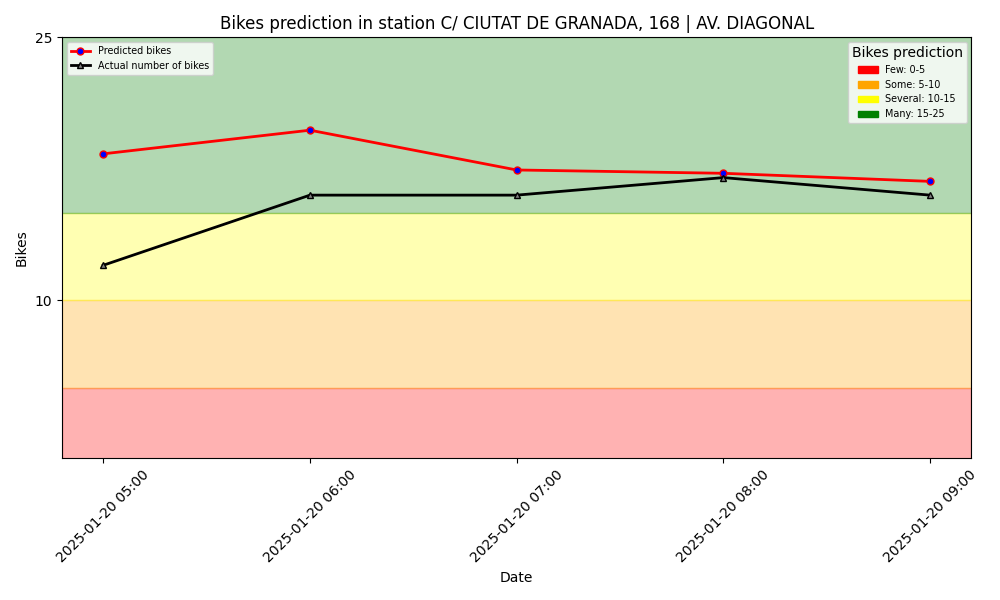 Bikes prediction in station C/ CIUTAT DE GRANADA, 168 | AV. DIAGONAL
25
Predicted bikes
Actual number of bikes
Bikes prediction
Few: 0-5
Some: 5-10
Several: 10-15
Many: 15-25
Bikes
10
2025-01-20 05:00
2025-01-20 06:00
2025-01-20 07:00
2025-01-20 08:00
2025-01-20 09:00
Date